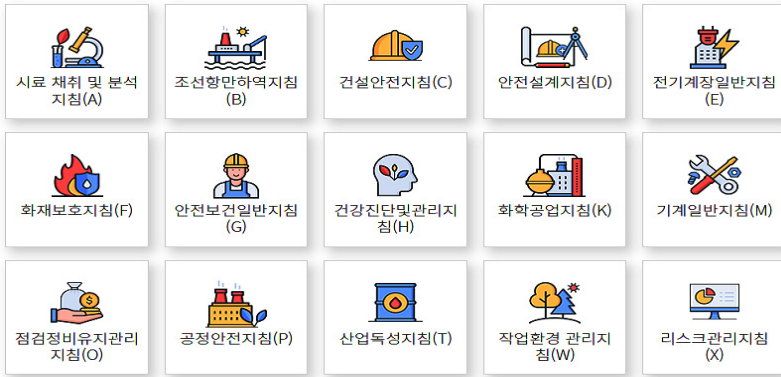 시료 채취 및 분석
지침(A)
조선항만하역지침
(B)
건설안전지침(C)
안전설계지침(D)
전기계장일반지침
(E)
화재보호지침(F)
안전보건일반지침
(G)
건강진단및관리지
침(H)
화학공업지침(K)
기계일반지침(M)
점검정비유지관리
지침(O)
공정안전지침(P)
산업독성지침(T)
작업환경 관리지
침(W)
리스크관리지침
(X)